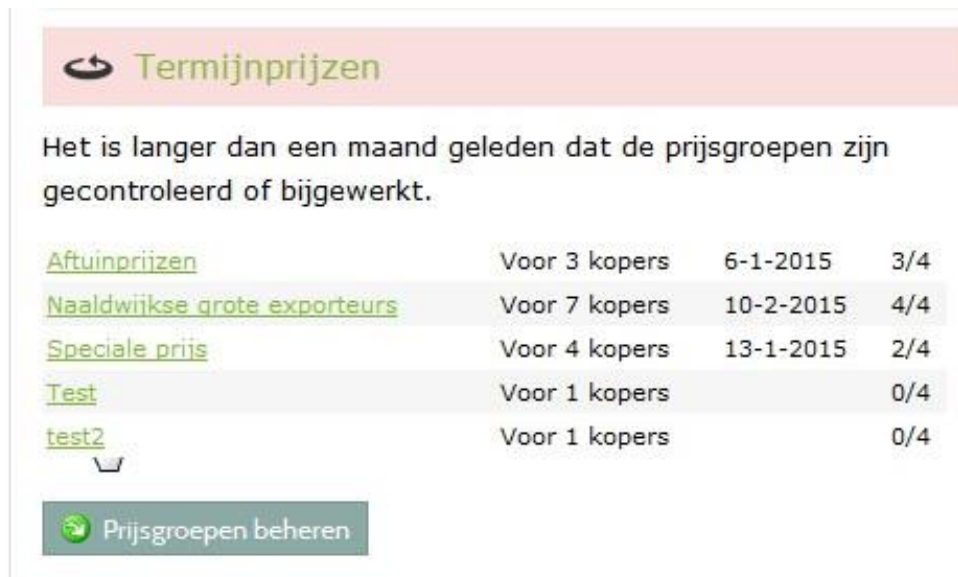 Termijnprijzen
Het is langer dan een maand geleden dat de prijsgroepen zijn
gecontroleerd of bijgewerkt.
Aftuinprijzen Voor 3 kopers 6-1-2015 3/4
Naaldwijkse grote exporteurs Voor 7 kopers 10-2-2015 4/4
Speciale prijs Voor 4 kopers 13-1-2015 2/4
Test Voor 1 kopers 0/4
test2 Voor 1 kopers 0/4
Prijsgroepen beheren